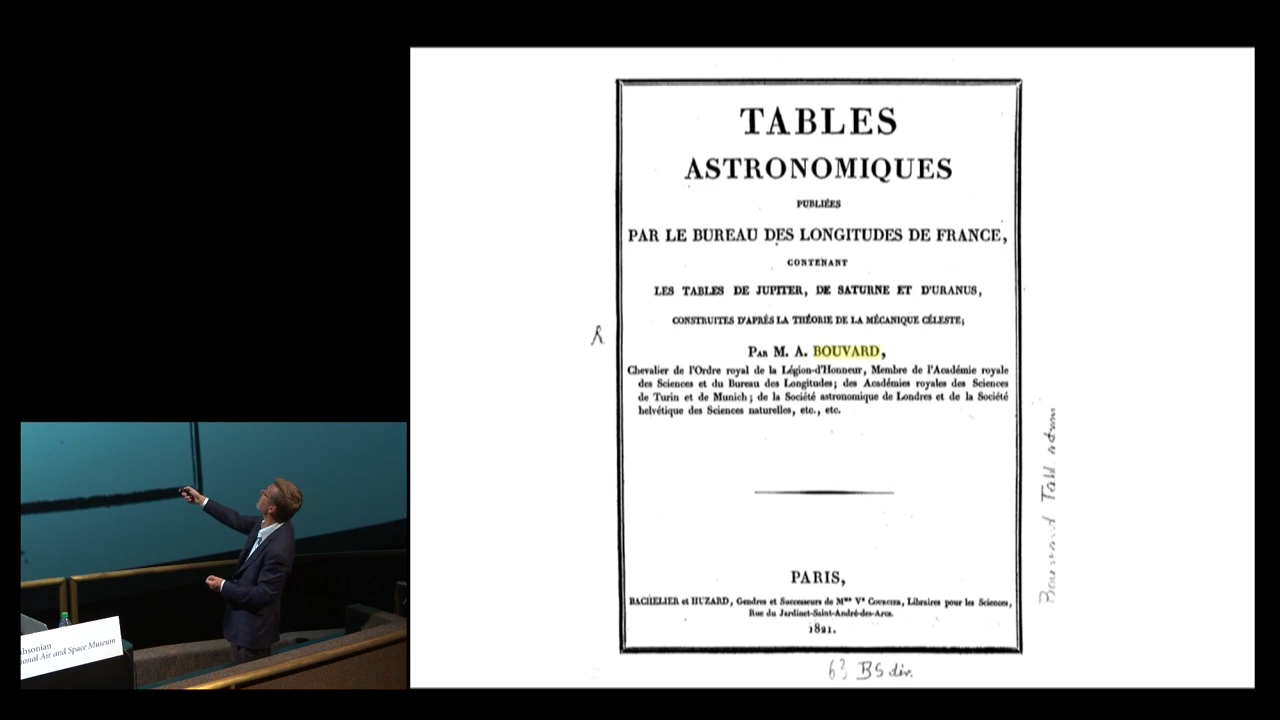 TABLES
ASTRONOMIQUES
PUBLIÉES
PAR LE BUREAU DES LONGITUDES DE FRANCE,
CONTENANT
LES TABLES DE JUPITER, DE SATURNE ET D'URANUS,
CONSTRUITES D'APRÈS LA THÉORIE DE LA MÉCANIQUE CÉLESTE;
PAR M. A. BOUVARD,
Chevalier de l'Ordre royal de la Légion-d'Honneur, Membre de l'Académie royale
des Sciences et du Bureau des Longitudes; des Académies royales des Sciences
de Turin et de Munich; de la Société astronomique de Londres et de la Société
helvétique des Sciences naturelles, etc., etc.
PARIS,
BACHELIER et HUZARD, Gendres et Successeurs de Mme Ve COURCIER, Libraires pour les Sciences,
Rue du Jardinet-Saint-André-des-Arcs.
1821.
Bouvard Tabl. astron
63 BS div.
hsonian
onal Air and Space Museum